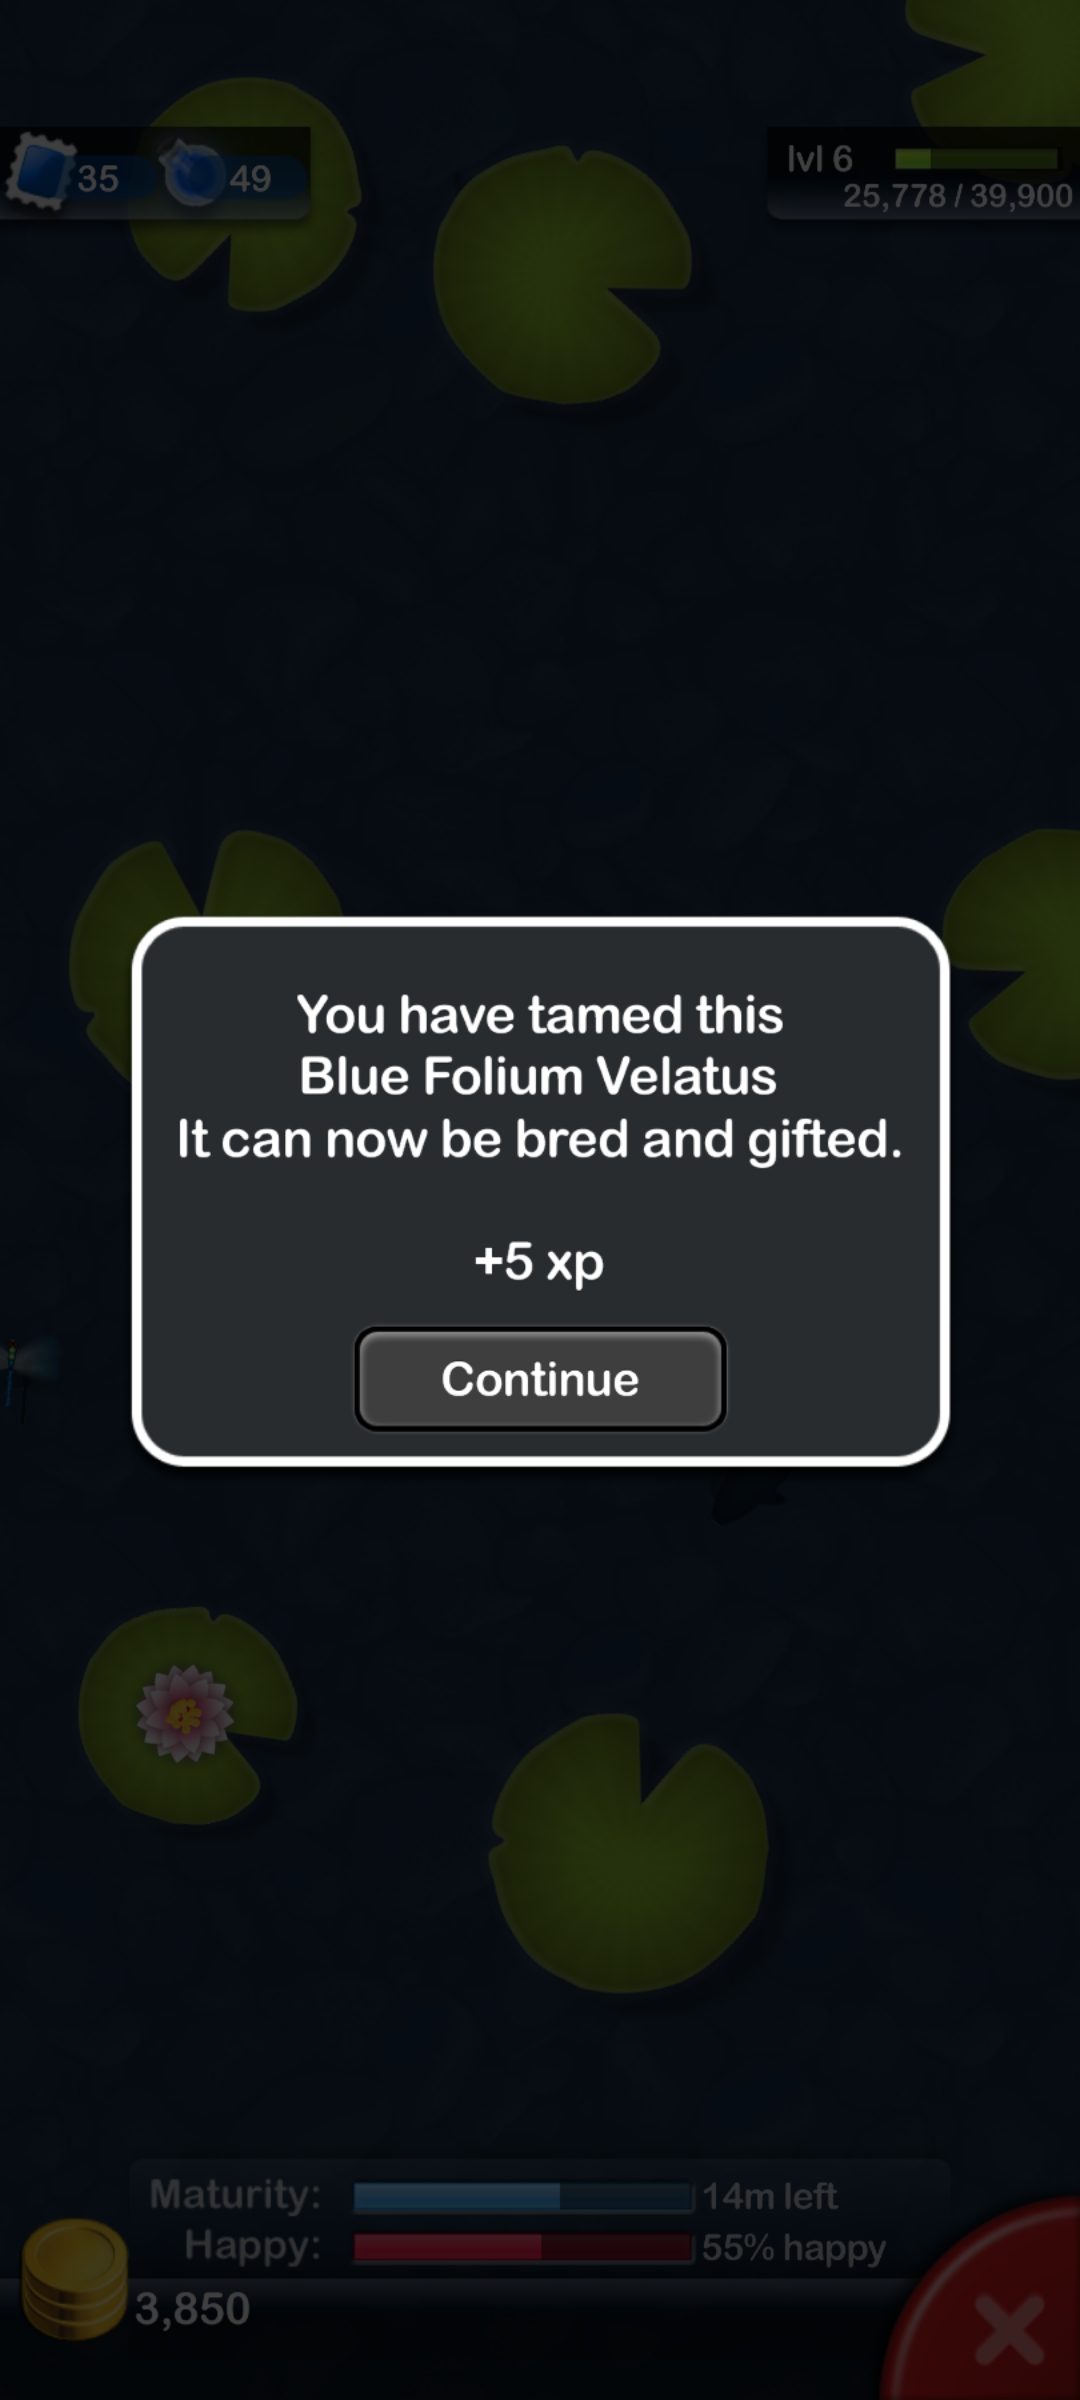 35
49
lvl 6
25,778 / 39,900
You have tamed this
Blue Folium Velatus
It can now be bred and gifted.
+5 xp
Continue
Maturity: 14m left
Happy: 55% happy
3,850